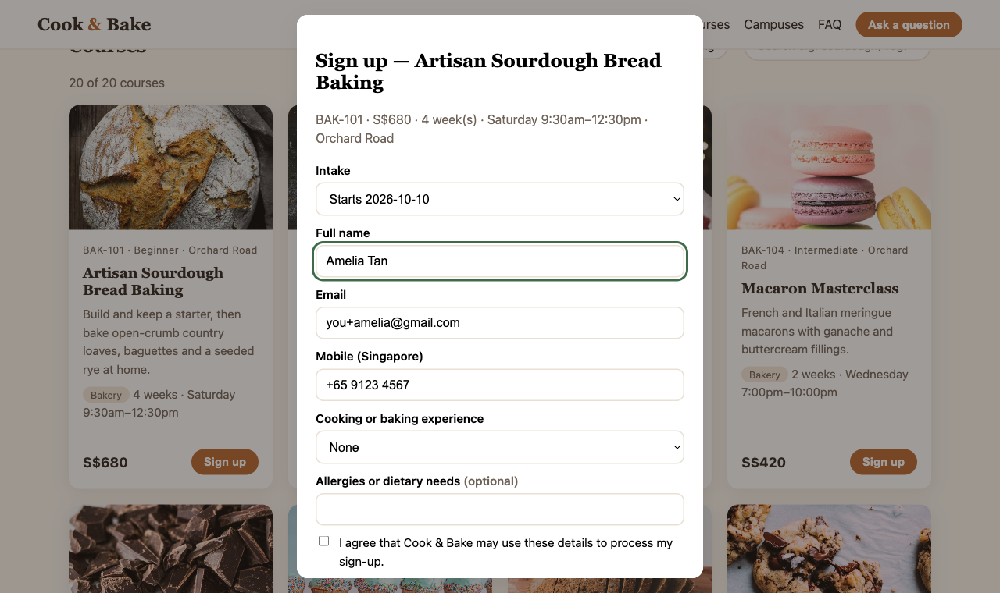 Cook & Bake
Campuses
FAQ
Ask a question
Courses
20 of 20 courses
Sign up — Artisan Sourdough Bread
Baking
BAK-101 · S$680 · 4 week(s) · Saturday 9:30am–12:30pm ·
Orchard Road
Intake
Starts 2026-10-10
Full name
Amelia Tan
Email
you+amelia@gmail.com
Mobile (Singapore)
+65 9123 4567
Cooking or baking experience
None
Allergies or dietary needs (optional)
I agree that Cook & Bake may use these details to process my
sign-up.
BAK-101 · Beginner · Orchard Road
Artisan Sourdough
Bread Baking
Build and keep a starter, then
bake open-crumb country
loaves, baguettes and a seeded
rye at home.
Bakery 4 weeks · Saturday
9:30am–12:30pm
S$680
Sign up
BAK-104 · Intermediate · Orchard
Road
Macaron Masterclass
French and Italian meringue
macarons with ganache and
buttercream fillings.
Bakery 2 weeks · Wednesday
7:00pm–10:00pm
S$420
Sign up